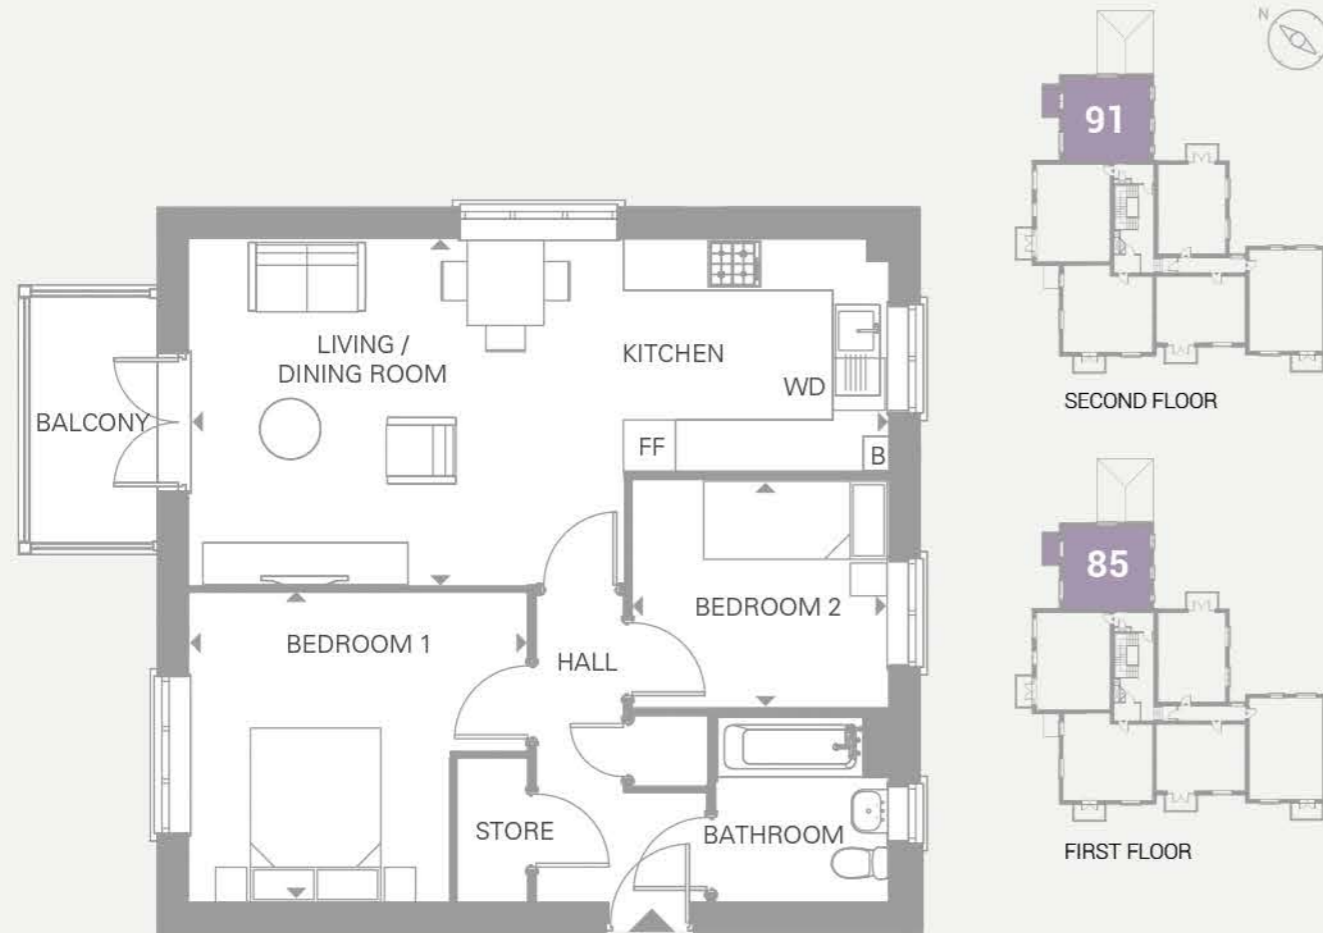 LIVING /
DINING ROOM
KITCHEN
WD
BALCONY
FF
B
BEDROOM 2
BEDROOM 1
HALL
STORE
BATHROOM
N
91
SECOND FLOOR
85
FIRST FLOOR